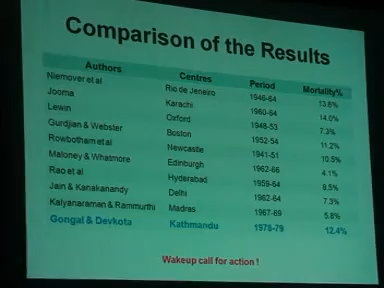 Comparison of the Results
Authors Centres Period Mortality%
Niemover et al Rio de Jeneiro 1946-64 13.6%
Jooma Karachi 1960-64 14.0%
Lewin Oxford 1948-53 7.3%
Gurdjian & Webster Boston 1952-54 11.2%
Rowbotham et al Newcastle 1941-51 10.5%
Maloney & Whatmore Edinburgh 1962-66 4.1%
Rao et al Hyderabad 1959-64 8.5%
Jain & Kanakanandy Delhi 1962-64 7.3%
Kalyanaraman & Rammurthi Madras 1967-69 5.8%
Gongal & Devkota Kathmandu 1978-79 12.4%
Wakeup call for action !